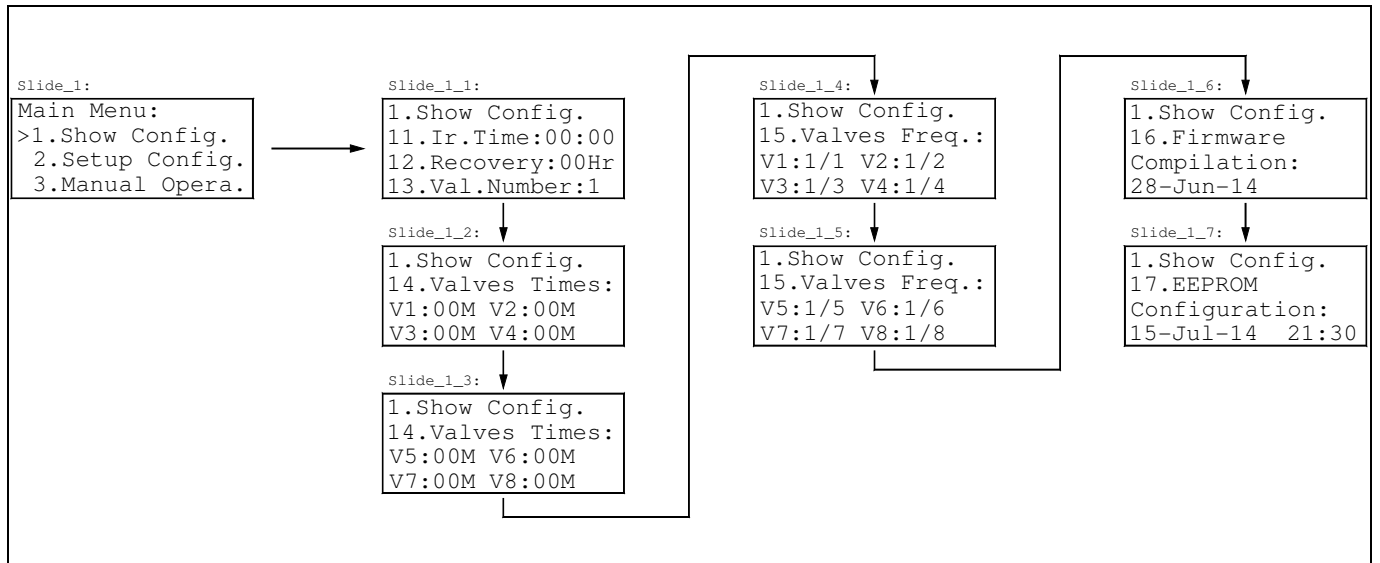 Slide_1:
Main Menu:
>1.Show Config.
2.Setup Config.
3.Manual Opera.
Slide_1_1:
1.Show Config.
11.Ir.Time:00:00
12.Recovery:00Hr
13.Val.Number:1
Slide_1_2:
1.Show Config.
14.Valves Times:
V1:00M V2:00M
V3:00M V4:00M
Slide_1_3:
1.Show Config.
14.Valves Times:
V5:00M V6:00M
V7:00M V8:00M
Slide_1_4:
1.Show Config.
15.Valves Freq.:
V1:1/1 V2:1/2
V3:1/3 V4:1/4
Slide_1_5:
1.Show Config.
15.Valves Freq.:
V5:1/5 V6:1/6
V7:1/7 V8:1/8
Slide_1_6:
1.Show Config.
16.Firmware
Compilation:
28-Jun-14
Slide_1_7:
1.Show Config.
17.EEPROM
Configuration:
15-Jul-14 21:30